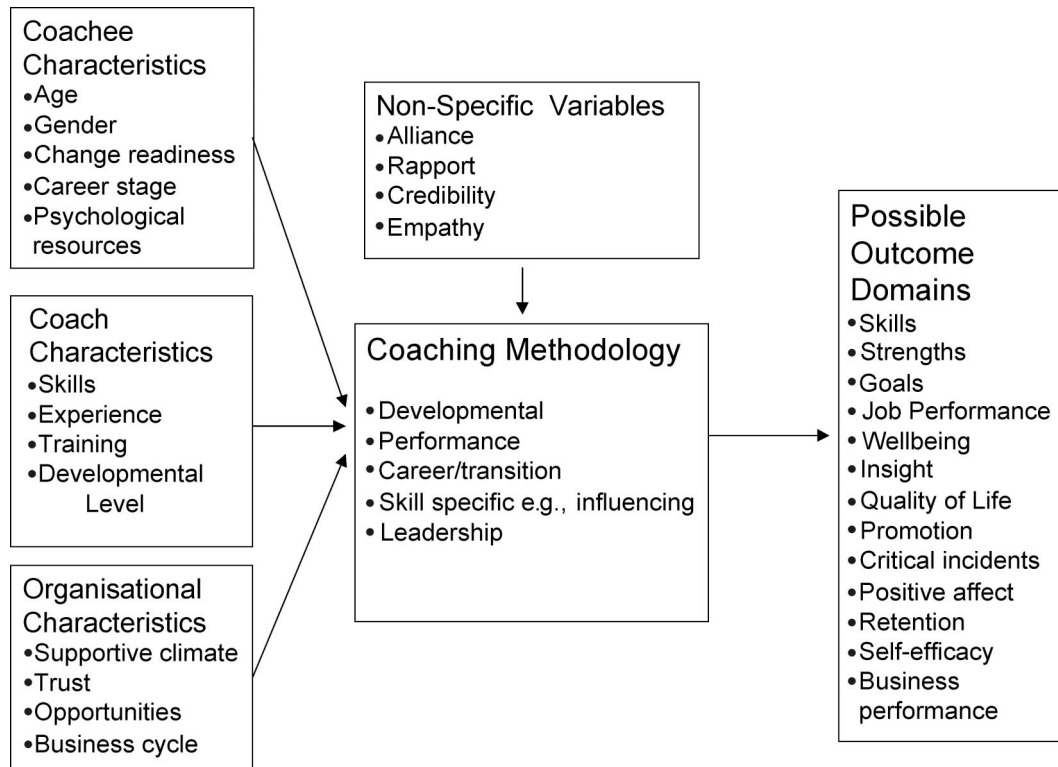 Coachee
Characteristics
•Age
•Gender
•Change readiness
•Career stage
•Psychological
resources
Non-Specific Variables
•Alliance
•Rapport
•Credibility
•Empathy
Coach
Characteristics
•Skills
•Experience
•Training
•Developmental
Level
Organisational
Characteristics
•Supportive climate
•Trust
•Opportunities
•Business cycle
Coaching Methodology
•Developmental
•Performance
•Career/transition
•Skill specific e.g., influencing
•Leadership
Possible
Outcome
Domains
•Skills
•Strengths
•Goals
•Job Performance
•Wellbeing
•Insight
•Quality of Life
•Promotion
•Critical incidents
•Positive affect
•Retention
•Self-efficacy
•Business
performance